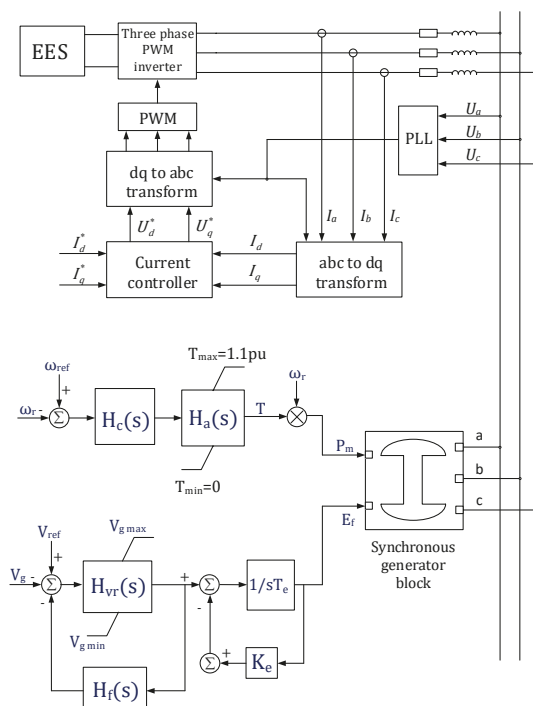 EES
Three phase
PWM
inverter
PWM
dq to abc
transform
PLL
U_a
U_b
U_c
U_d^*
U_q^*
I_a
I_b
I_c
I_d^*
I_q^*
Current
controller
I_d
I_q
abc to dq
transform
T_max=1.1pu
ω_ref
+
ω_r -
Σ
H_c(s)
H_a(s)
T
ω_r
T_min=0
P_m
E_f
a
b
c
Synchronous
generator
block
V_ref
+
V_g -
-
Σ
V_g max
H_vr(s)
V_g min
+
-
Σ
1/sT_e
Σ
+
K_e
H_f(s)